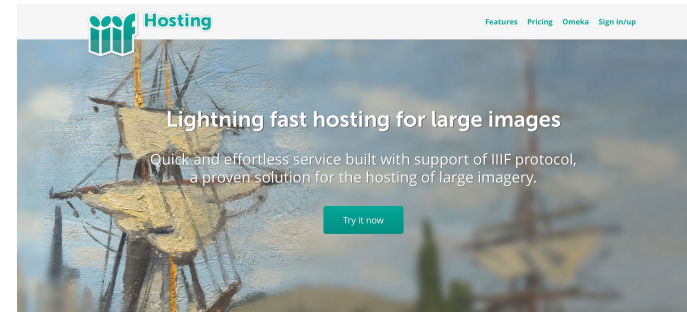 iiif Hosting
Features Pricing Omeka Sign in/up
Lightning fast hosting for large images
Quick and effortless service built with support of IIIF protocol,
a proven solution for the hosting of large imagery.
Try it now